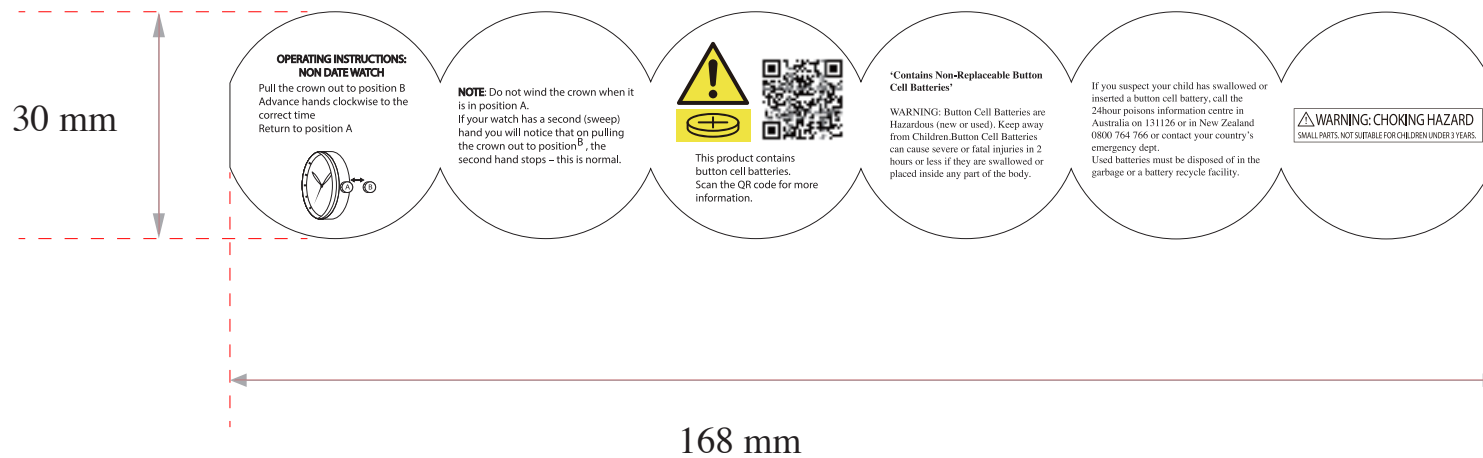 30 mm
OPERATING INSTRUCTIONS:
NON DATE WATCH
Pull the crown out to position B
Advance hands clockwise to the
correct time
Return to position A
A
B
NOTE: Do not wind the crown when it
is in position A.
If your watch has a second (sweep)
hand you will notice that on pulling
the crown out to position B , the
second hand stops – this is normal.
This product contains
button cell batteries.
Scan the QR code for more
information.
‘Contains Non-Replaceable Button
Cell Batteries’
WARNING: Button Cell Batteries are
Hazardous (new or used). Keep away
from Children.Button Cell Batteries
can cause severe or fatal injuries in 2
hours or less if they are swallowed or
placed inside any part of the body.
If you suspect your child has swallowed or
inserted a button cell battery, call the
24hour poisons information centre in
Australia on 131126 or in New Zealand
0800 764 766 or contact your country’s
emergency dept.
Used batteries must be disposed of in the
garbage or a battery recycle facility.
WARNING: CHOKING HAZARD
SMALL PARTS. NOT SUITABLE FOR CHILDREN UNDER 3 YEARS.
168 mm